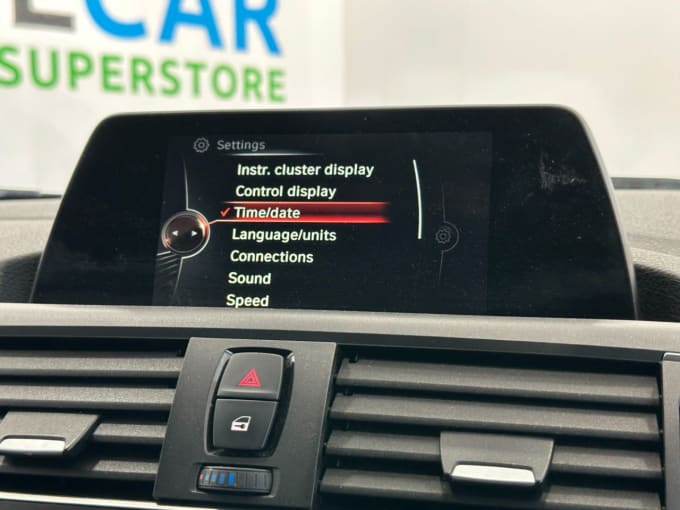 CAR
SUPERSTORE
Settings
Instr. cluster display
Control display
Time/date
Language/units
Connections
Sound
Speed